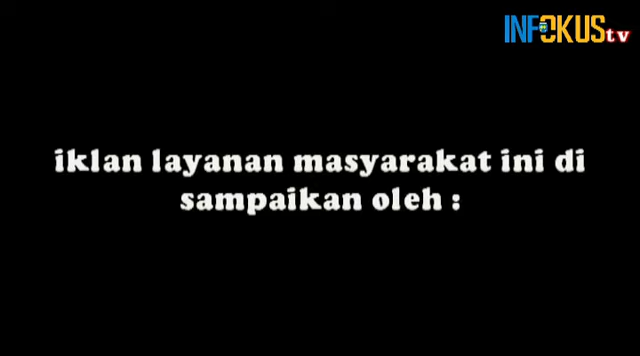 INFOKUS tv
iklan layanan masyarakat ini di
sampaikan oleh :